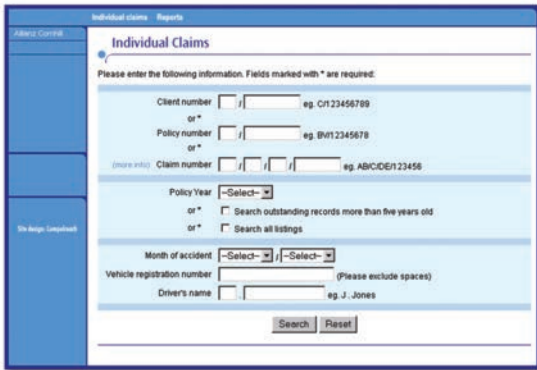 Individual claims Reports
Allianz Cornhill
Individual Claims
Please enter the following information. Fields marked with * are required:
Client number / eg. C/123456789
or *
Policy number / eg. BV/12345678
or *
(more info) Claim number / / / eg. AB/C/DE/123456
Policy Year --Select--
or * Search outstanding records more than five years old
or * Search all listings
Month of accident --Select-- / --Select--
Vehicle registration number (Please exclude spaces)
Driver's name . eg. J. Jones
Search Reset
Site design: